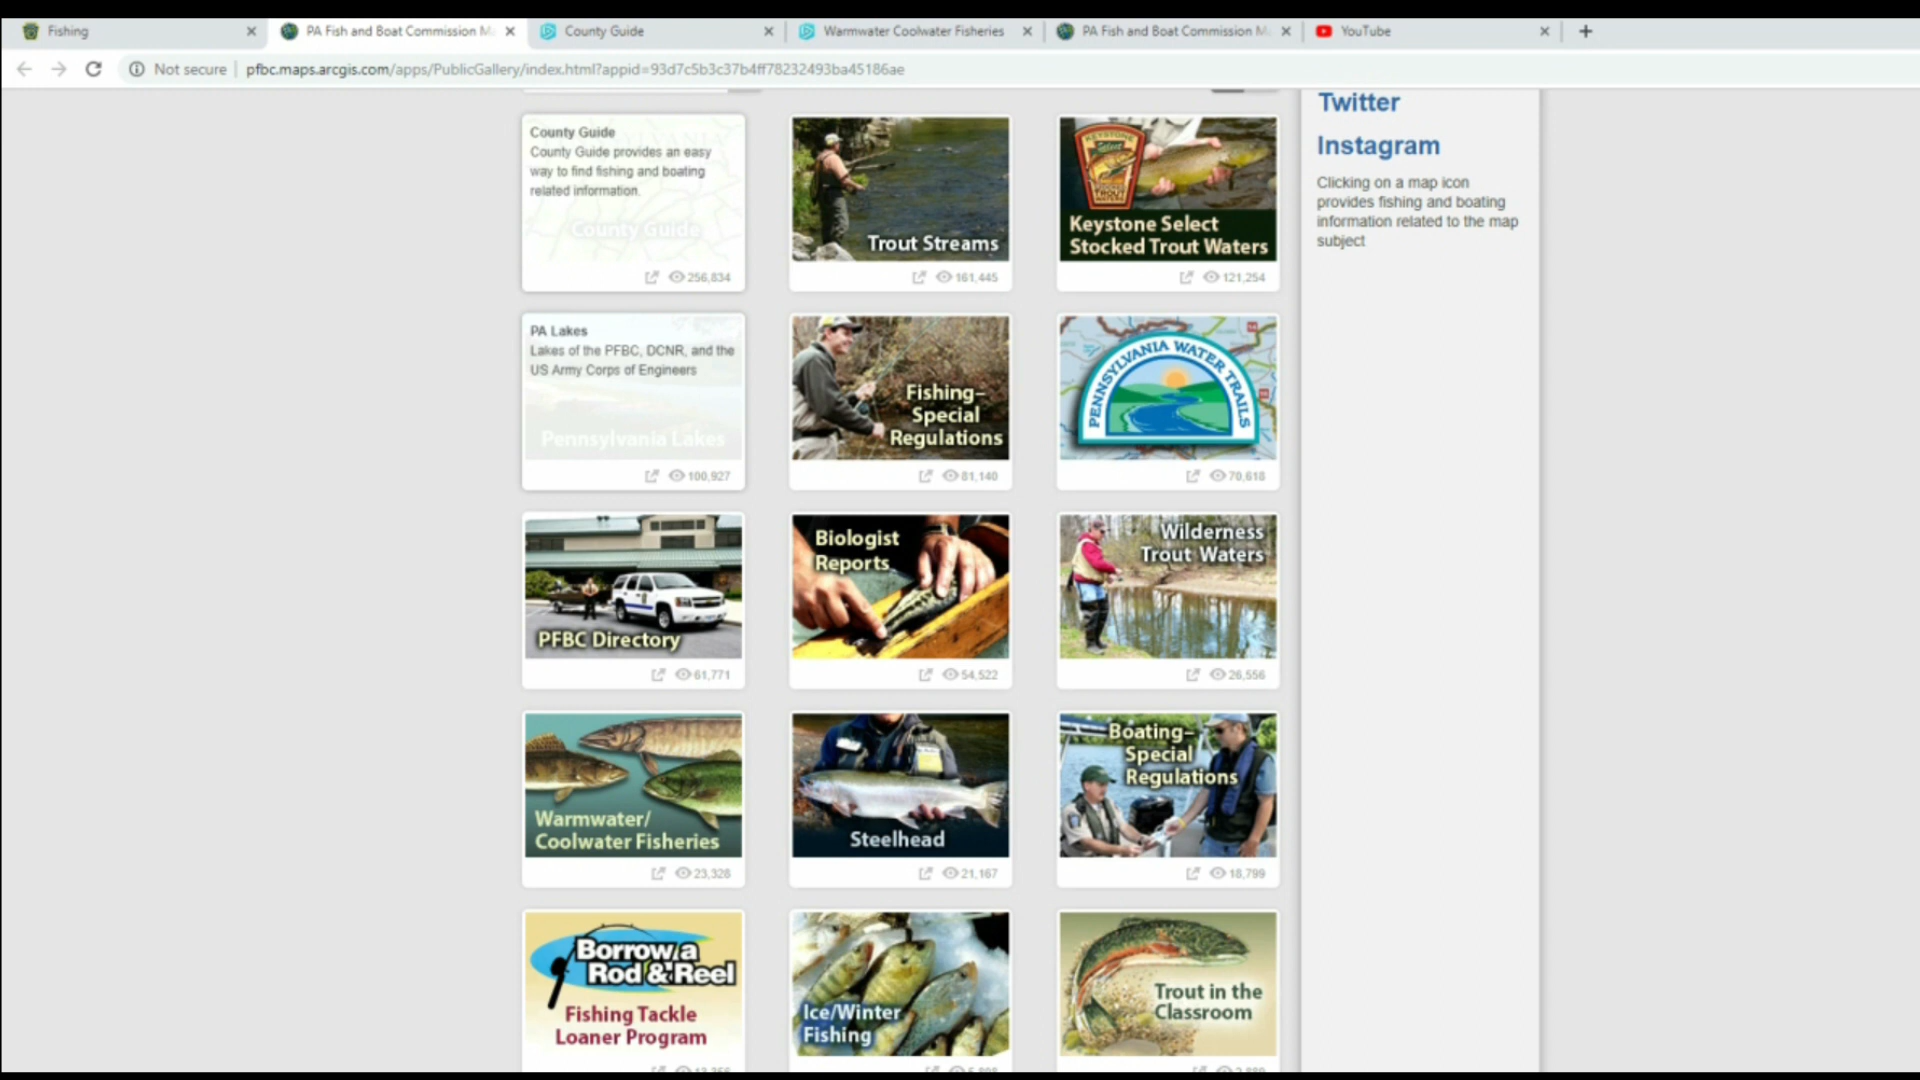 Fishing
PA Fish and Boat Commission M
County Guide
Warmwater Coolwater Fisheries
PA Fish and Boat Commission M
YouTube
Not secure
pfbc.maps.arcgis.com/apps/PublicGallery/index.html?appid=93d7c5b3c37b4ff78232493ba45186ae
County Guide
County Guide provides an easy
way to find fishing and boating
related information.
County Guide
256,834
Trout Streams
161,445
KEYSTONE
Select
Keystone Select
Stocked Trout Waters
121,254
Twitter
Instagram
Clicking on a map icon
provides fishing and boating
information related to the map
subject
PA Lakes
Lakes of the PFBC, DCNR, and the
US Army Corps of Engineers
Pennsylvania Lakes
100,927
Fishing–
Special
Regulations
81,140
PENNSYLVANIA WATER TRAILS
70,618
PFBC Directory
61,771
Biologist
Reports
54,522
Wilderness
Trout Waters
26,556
Warmwater/
Coolwater Fisheries
23,328
Steelhead
21,167
Boating–
Special
Regulations
18,799
Borrow a
Rod & Reel
Fishing Tackle
Loaner Program
Ice/Winter
Fishing
Trout in the
Classroom